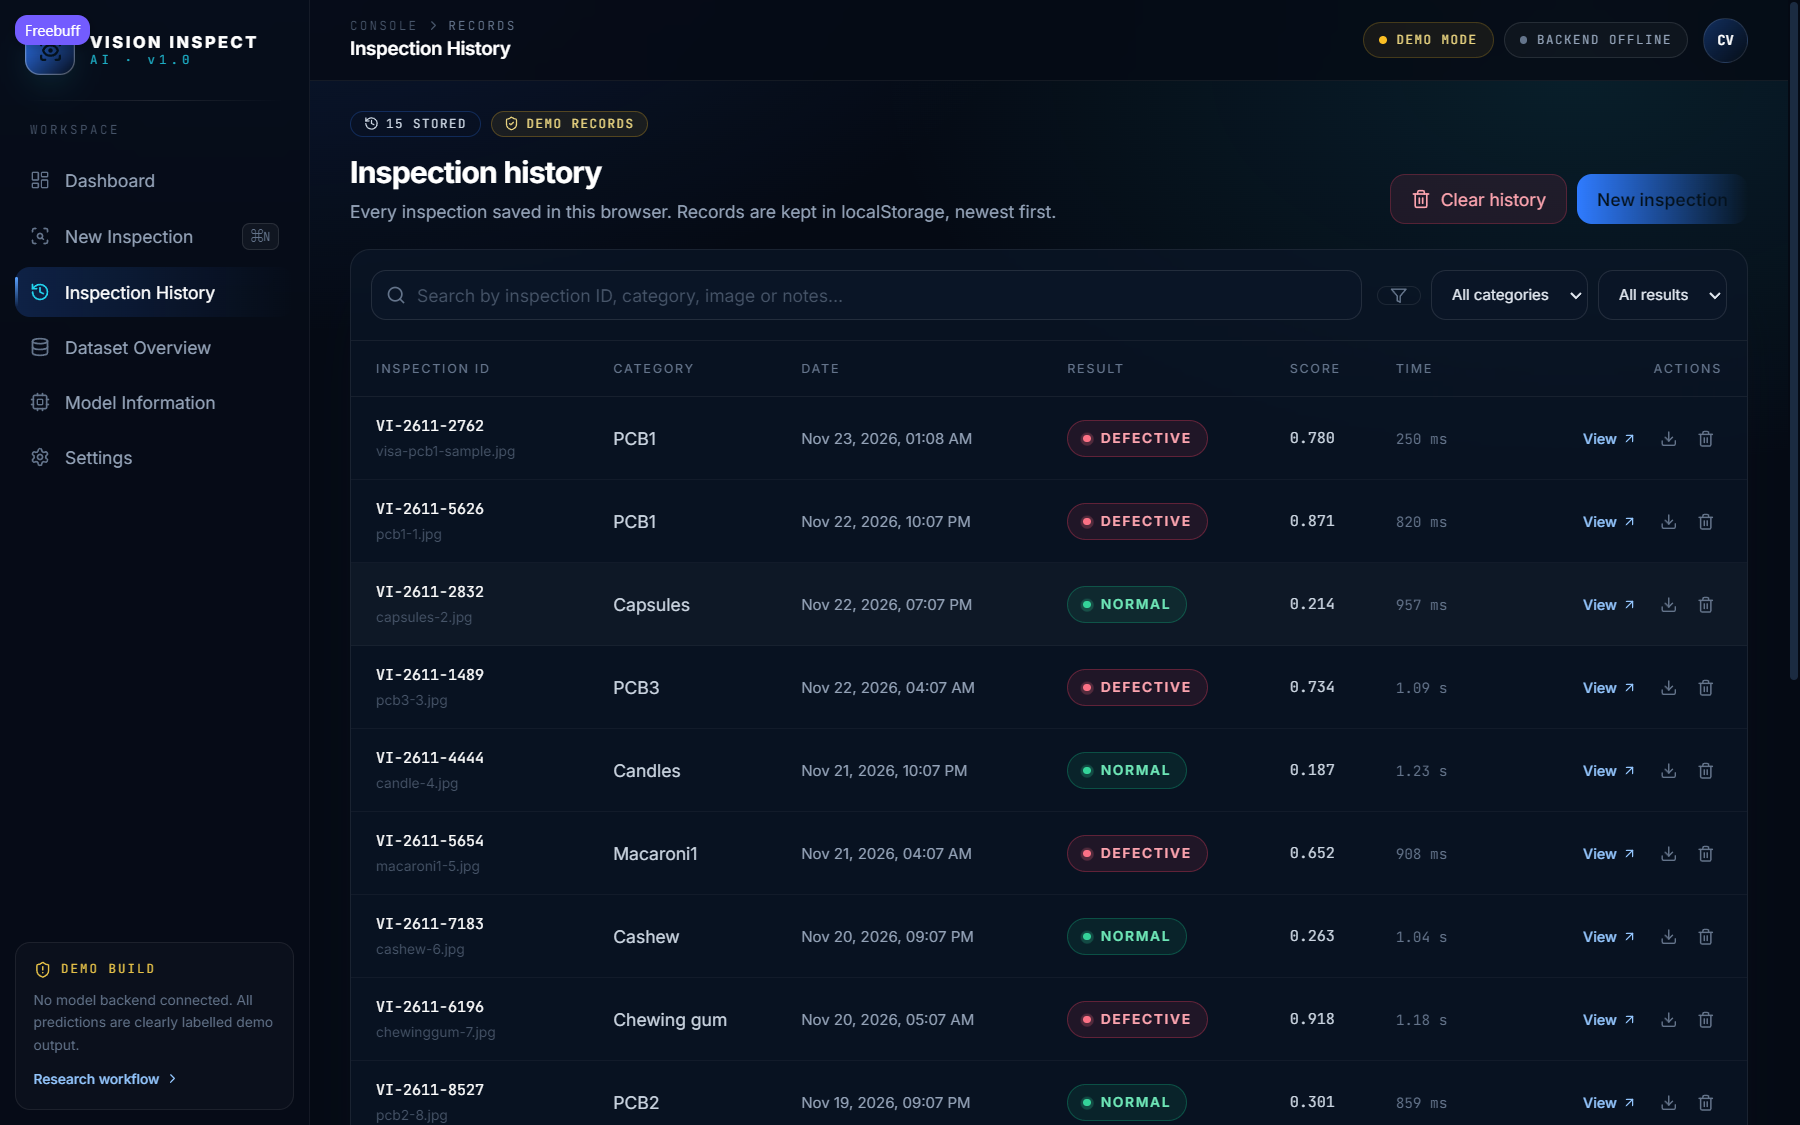 Freebuff
VISION INSPECT
AI · v1.0
WORKSPACE
Dashboard
New Inspection ⌘N
Inspection History
Dataset Overview
Model Information
Settings
DEMO BUILD
No model backend connected. All
predictions are clearly labelled demo
output.
Research workflow
CONSOLE > RECORDS
Inspection History
DEMO MODE
BACKEND OFFLINE
CV
15 STORED
DEMO RECORDS
Inspection history
Every inspection saved in this browser. Records are kept in localStorage, newest first.
Clear history
New inspection
Search by inspection ID, category, image or notes...
All categories
All results
INSPECTION ID CATEGORY DATE RESULT SCORE TIME ACTIONS
VI-2611-2762
visa-pcb1-sample.jpg
PCB1 Nov 23, 2026, 01:08 AM DEFECTIVE 0.780 250 ms View
VI-2611-5626
pcb1-1.jpg
PCB1 Nov 22, 2026, 10:07 PM DEFECTIVE 0.871 820 ms View
VI-2611-2832
capsules-2.jpg
Capsules Nov 22, 2026, 07:07 PM NORMAL 0.214 957 ms View
VI-2611-1489
pcb3-3.jpg
PCB3 Nov 22, 2026, 04:07 AM DEFECTIVE 0.734 1.09 s View
VI-2611-4444
candle-4.jpg
Candles Nov 21, 2026, 10:07 PM NORMAL 0.187 1.23 s View
VI-2611-5654
macaroni1-5.jpg
Macaroni1 Nov 21, 2026, 04:07 AM DEFECTIVE 0.652 908 ms View
VI-2611-7183
cashew-6.jpg
Cashew Nov 20, 2026, 09:07 PM NORMAL 0.263 1.04 s View
VI-2611-6196
chewinggum-7.jpg
Chewing gum Nov 20, 2026, 05:07 AM DEFECTIVE 0.918 1.18 s View
VI-2611-8527
pcb2-8.jpg
PCB2 Nov 19, 2026, 09:07 PM NORMAL 0.301 859 ms View